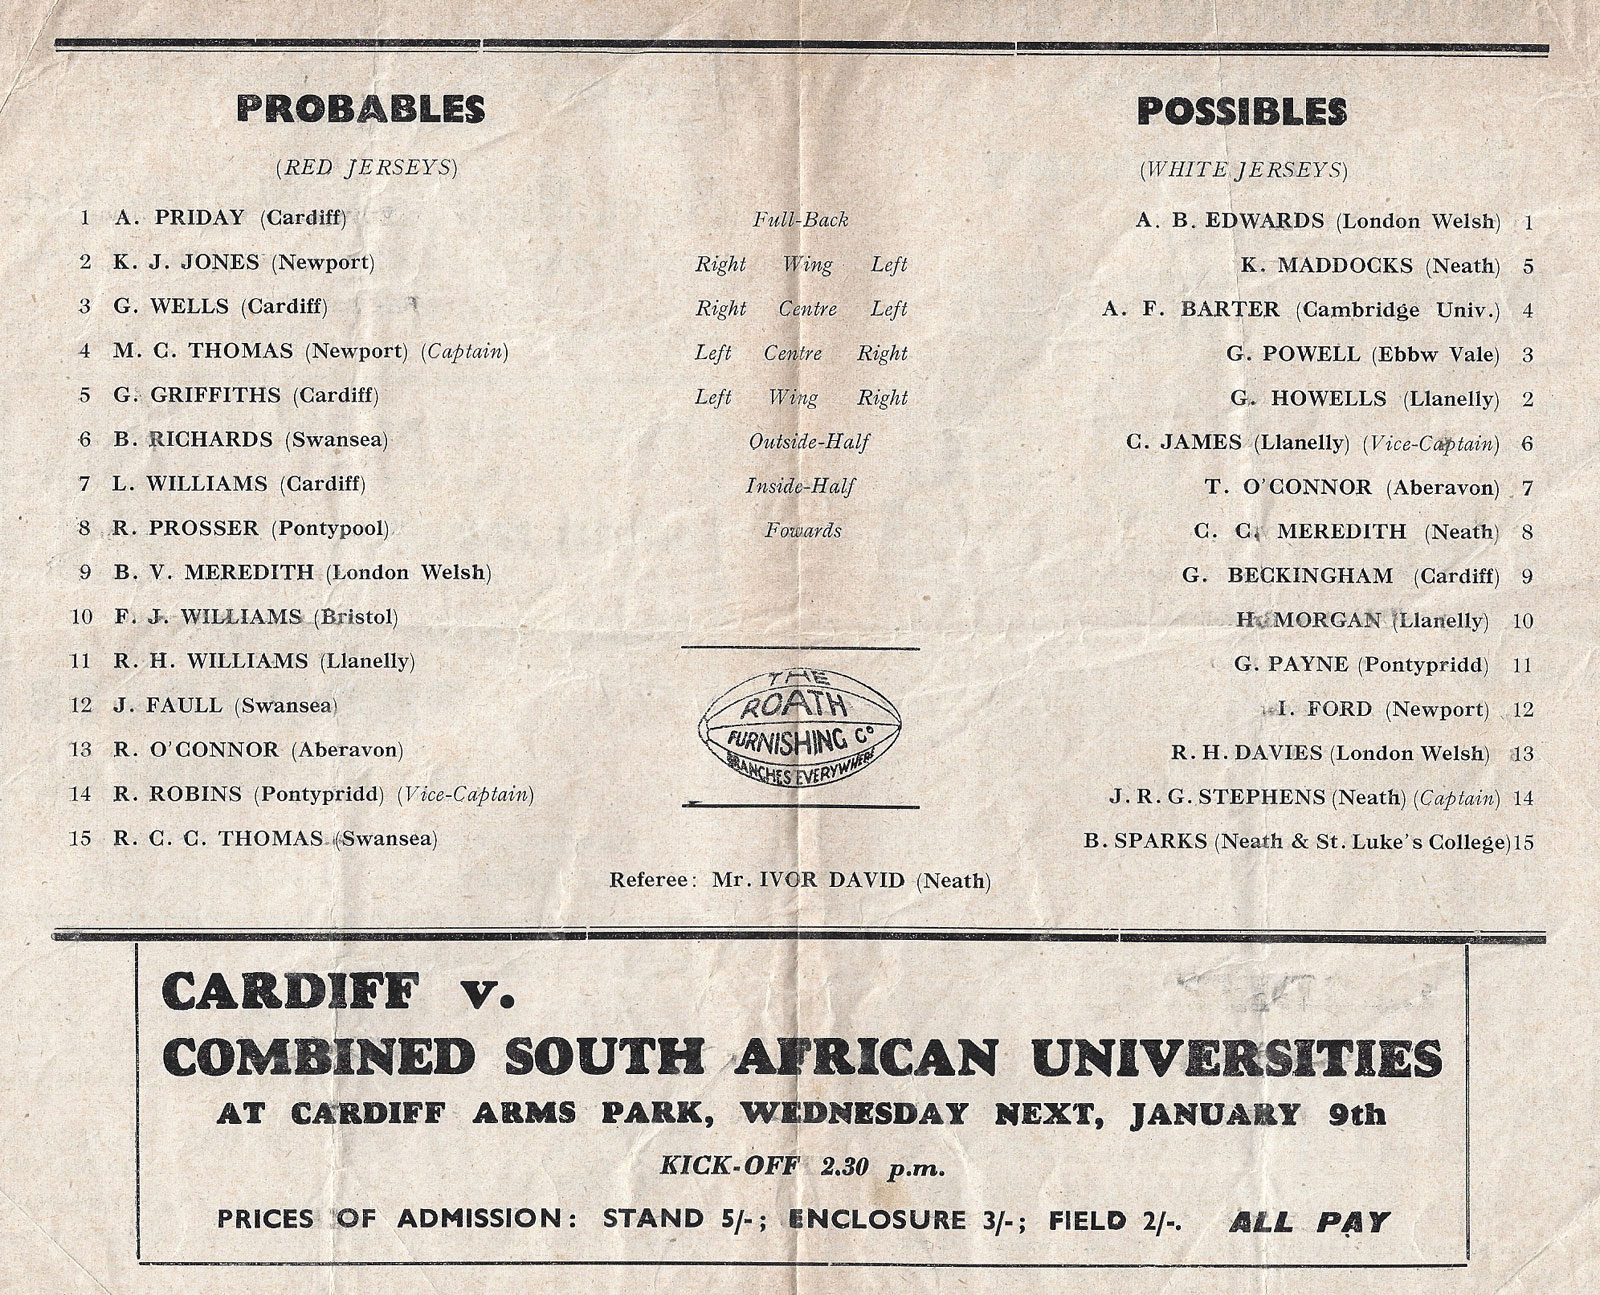 PROBABLES
(RED JERSEYS)
POSSIBLES
(WHITE JERSEYS)
1 A. PRIDAY (Cardiff) Full-Back A. B. EDWARDS (London Welsh) 1
2 K. J. JONES (Newport) Right Wing Left K. MADDOCKS (Neath) 5
3 G. WELLS (Cardiff) Right Centre Left A. F. BARTER (Cambridge Univ.) 4
4 M. C. THOMAS (Newport) (Captain) Left Centre Right G. POWELL (Ebbw Vale) 3
5 G. GRIFFITHS (Cardiff) Left Wing Right G. HOWELLS (Llanelly) 2
6 B. RICHARDS (Swansea) Outside-Half C. JAMES (Llanelly) (Vice-Captain) 6
7 L. WILLIAMS (Cardiff) Inside-Half T. O'CONNOR (Aberavon) 7
8 R. PROSSER (Pontypool) Fowards C. C. MEREDITH (Neath) 8
9 B. V. MEREDITH (London Welsh) G. BECKINGHAM (Cardiff) 9
10 F. J. WILLIAMS (Bristol) H. MORGAN (Llanelly) 10
11 R. H. WILLIAMS (Llanelly) G. PAYNE (Pontypridd) 11
12 J. FAULL (Swansea) I. FORD (Newport) 12
13 R. O'CONNOR (Aberavon) R. H. DAVIES (London Welsh) 13
14 R. ROBINS (Pontypridd) (Vice-Captain) J. R. G. STEPHENS (Neath) (Captain) 14
15 R. C. C. THOMAS (Swansea) B. SPARKS (Neath & St. Luke's College) 15
THE
ROATH
FURNISHING Co
BRANCHES EVERYWHERE
Referee: Mr. IVOR DAVID (Neath)
CARDIFF v.
COMBINED SOUTH AFRICAN UNIVERSITIES
AT CARDIFF ARMS PARK, WEDNESDAY NEXT, JANUARY 9th
KICK-OFF 2.30 p.m.
PRICES OF ADMISSION: STAND 5/-; ENCLOSURE 3/-; FIELD 2/-. ALL PAY